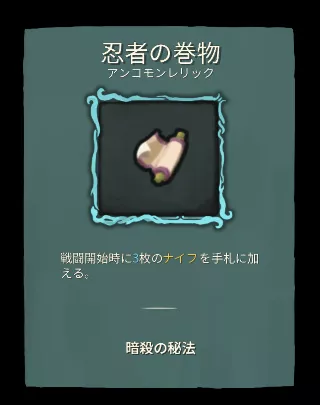 忍者の巻物
アンコモンレリック
戦闘開始時に3枚のナイフを手札に加
える。
暗殺の秘法